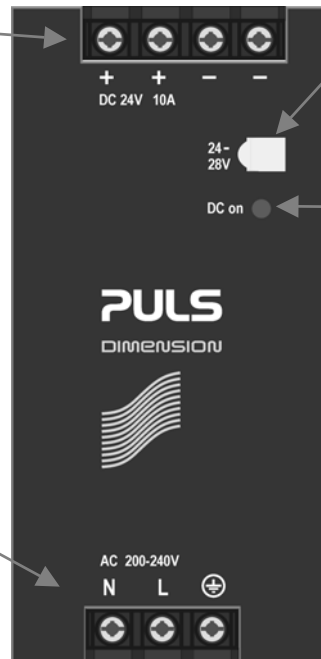 + + – –
DC 24V 10A
24–
28V
DC on
PULS
DIMENSION
AC 200-240V
N L